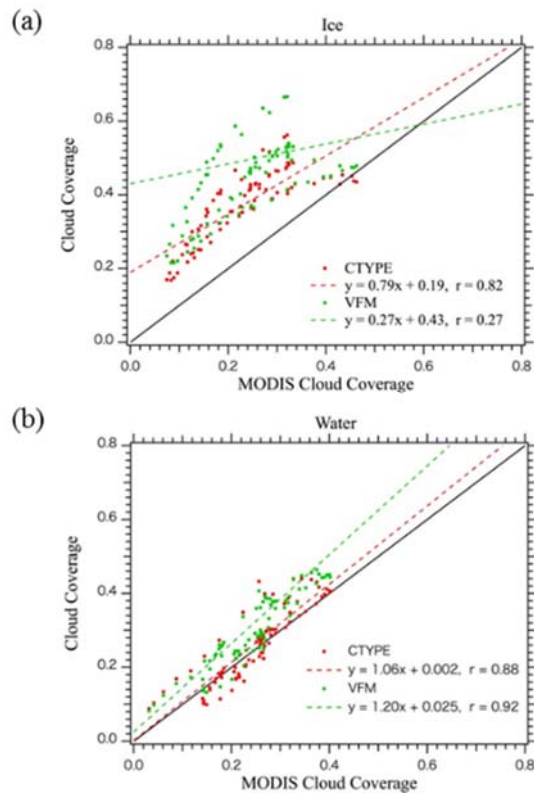 (a)
Ice
0.8
0.6
0.4
0.2
0.0
Cloud Coverage
CTYPE
y = 0.79x + 0.19, r = 0.82
VFM
y = 0.27x + 0.43, r = 0.27
0.0 0.2 0.4 0.6 0.8
MODIS Cloud Coverage
(b)
Water
0.8
0.6
0.4
0.2
0.0
Cloud Coverage
CTYPE
y = 1.06x + 0.002, r = 0.88
VFM
y = 1.20x + 0.025, r = 0.92
0.0 0.2 0.4 0.6 0.8
MODIS Cloud Coverage